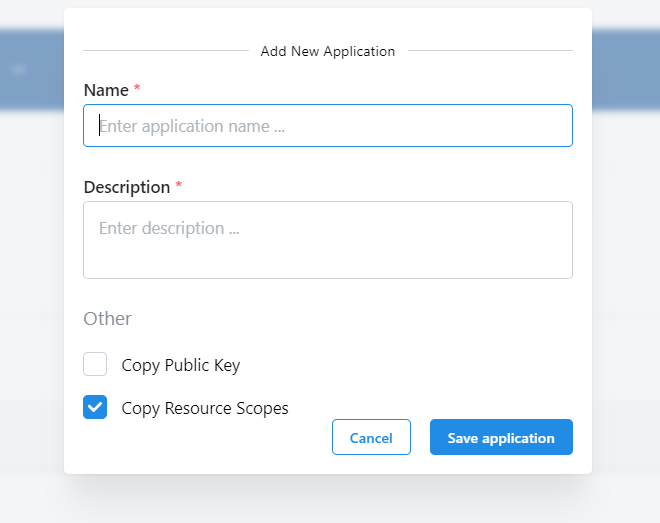 Add New Application
Name *
Enter application name ...
Description *
Enter description ...
Other
Copy Public Key
Copy Resource Scopes
Cancel
Save application